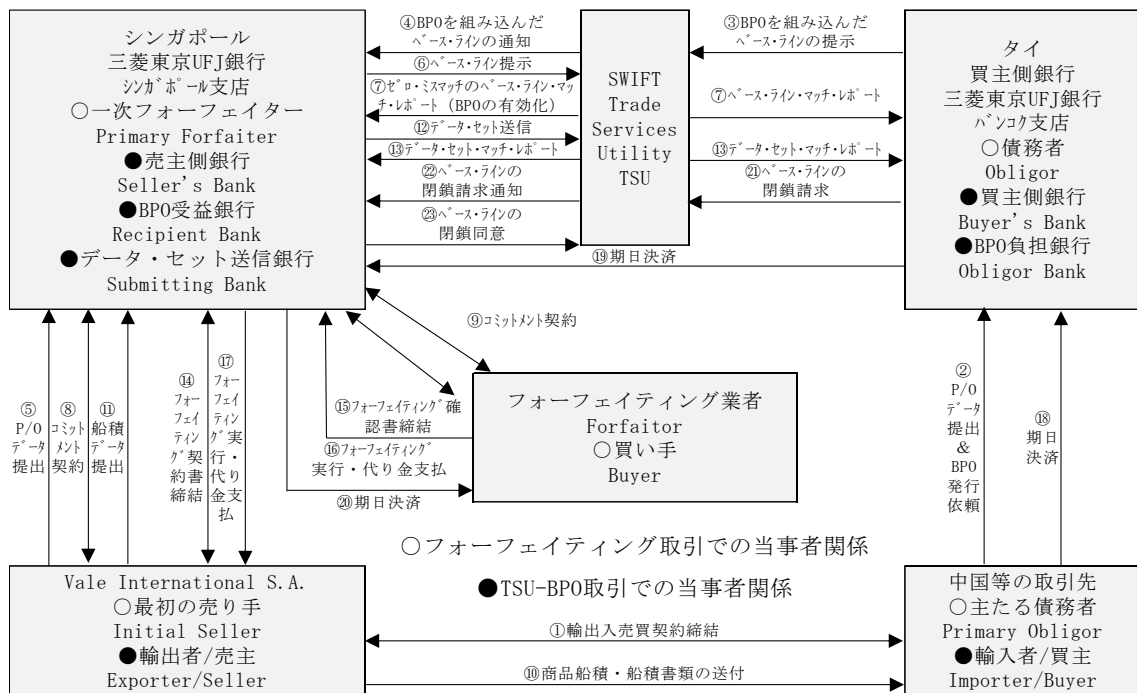 シンガポール
三菱東京UFJ銀行
ｼﾝｶﾞﾎﾟｰﾙ支店
○一次フォーフェイター
Primary Forfaiter
●売主側銀行
Seller's Bank
●BPO受益銀行
Recipient Bank
●データ・セット送信銀行
Submitting Bank
④BPOを組み込んだ
ﾍﾞｰｽ･ﾗｲﾝの通知
⑥ﾍﾞｰｽ･ﾗｲﾝ提示
⑦ｾﾞﾛ･ﾐｽﾏｯﾁのﾍﾞｰｽ･ﾗｲﾝ･ﾏｯ
ﾁ･ﾚﾎﾟｰﾄ（BPOの有効化）
⑫ﾃﾞｰﾀ･ｾｯﾄ送信
⑬ﾃﾞｰﾀ･ｾｯﾄ･ﾏｯﾁ･ﾚﾎﾟｰﾄ
㉒ﾍﾞｰｽ･ﾗｲﾝの
閉鎖請求通知
㉓ﾍﾞｰｽ･ﾗｲﾝの
閉鎖同意
SWIFT
Trade
Services
Utility
TSU
③BPOを組み込んだ
ﾍﾞｰｽ･ﾗｲﾝの提示
⑦ﾍﾞｰｽ･ﾗｲﾝ･ﾏｯﾁ･ﾚﾎﾟｰﾄ
⑬ﾃﾞｰﾀ･ｾｯﾄ･ﾏｯﾁ･ﾚﾎﾟｰﾄ
㉑ﾍﾞｰｽ･ﾗｲﾝの
閉鎖請求
⑲期日決済
タイ
買主側銀行
三菱東京UFJ銀行
ﾊﾞﾝｺｸ支店
○債務者
Obligor
●買主側銀行
Buyer's Bank
●BPO負担銀行
Obligor Bank
⑤
P/O
データ
提出
⑧
ｺﾐｯﾄ
ﾒﾝﾄ
契約
⑪
船積
データ
提出
⑭
フォー
フェイ
ティン
グ契
約書
締結
⑰
フォー
フェイ
ティン
グ実
行・代
り金支
払
⑨ｺﾐｯﾄﾒﾝﾄ契約
⑮ﾌｫｰﾌｪｲﾃｨﾝｸﾞ確
認書締結
⑯ﾌｫｰﾌｪｲﾃｨﾝｸﾞ
実行・代り金支払
⑳期日決済
フォーフェイティング業者
Forfaitor
○買い手
Buyer
②
P/O
データ
提出
&
BPO
発行
依頼
⑱
期日
決済
○フォーフェイティング取引での当事者関係
●TSU-BPO取引での当事者関係
Vale International S.A.
○最初の売り手
Initial Seller
●輸出者/売主
Exporter/Seller
①輸出入売買契約締結
⑩商品船積・船積書類の送付
中国等の取引先
○主たる債務者
Primary Obligor
●輸入者/買主
Importer/Buyer